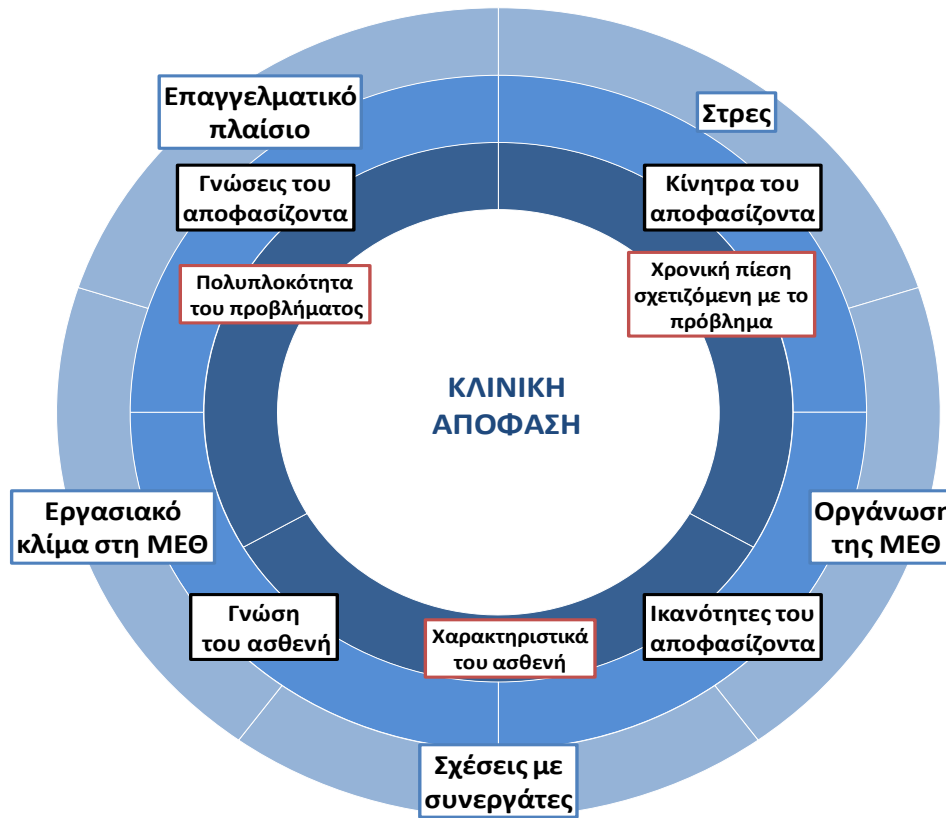 Επαγγελματικό
πλαίσιο
Στρες
Γνώσεις του
αποφασίζοντα
Κίνητρα του
αποφασίζοντα
Πολυπλοκότητα
του προβλήματος
Χρονική πίεση
σχετιζόμενη με το
πρόβλημα
ΚΛΙΝΙΚΗ
ΑΠΟΦΑΣΗ
Εργασιακό
κλίμα στη ΜΕΘ
Οργάνωση
της ΜΕΘ
Γνώση
του ασθενή
Χαρακτηριστικά
του ασθενή
Ικανότητες του
αποφασίζοντα
Σχέσεις με
συνεργάτες